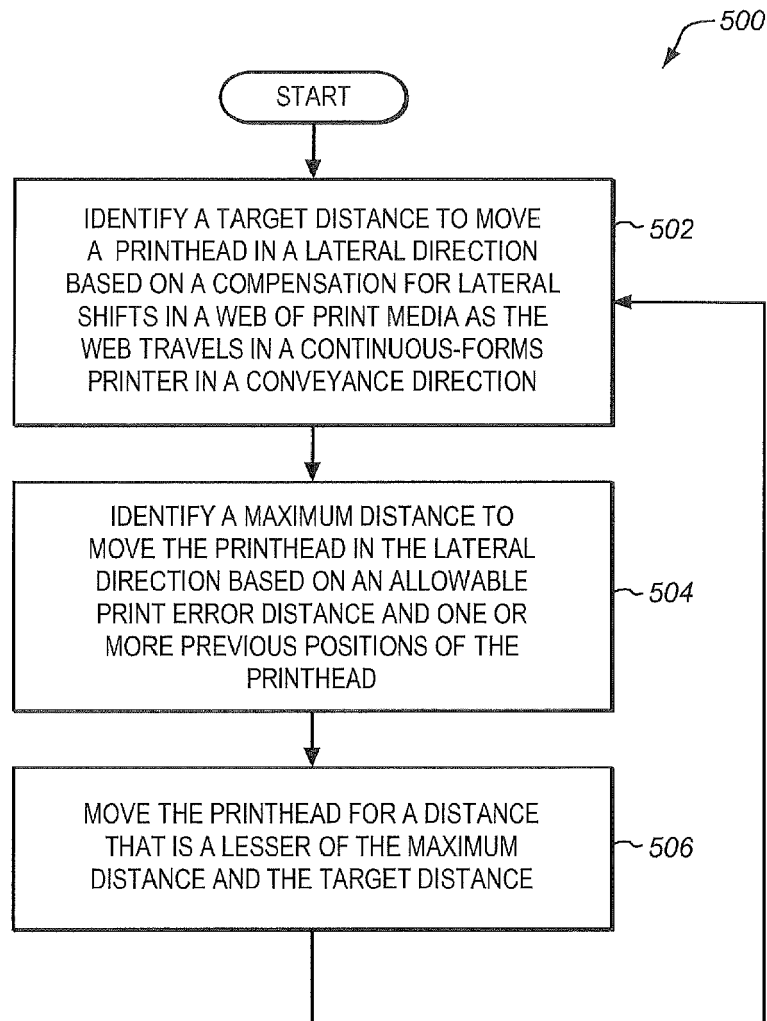 500
START
IDENTIFY A TARGET DISTANCE TO MOVE
A PRINTHEAD IN A LATERAL DIRECTION
BASED ON A COMPENSATION FOR LATERAL
SHIFTS IN A WEB OF PRINT MEDIA AS THE
WEB TRAVELS IN A CONTINUOUS-FORMS
PRINTER IN A CONVEYANCE DIRECTION
502
IDENTIFY A MAXIMUM DISTANCE TO
MOVE THE PRINTHEAD IN THE LATERAL
DIRECTION BASED ON AN ALLOWABLE
PRINT ERROR DISTANCE AND ONE OR
MORE PREVIOUS POSITIONS OF THE
PRINTHEAD
504
MOVE THE PRINTHEAD FOR A DISTANCE
THAT IS A LESSER OF THE MAXIMUM
DISTANCE AND THE TARGET DISTANCE
506